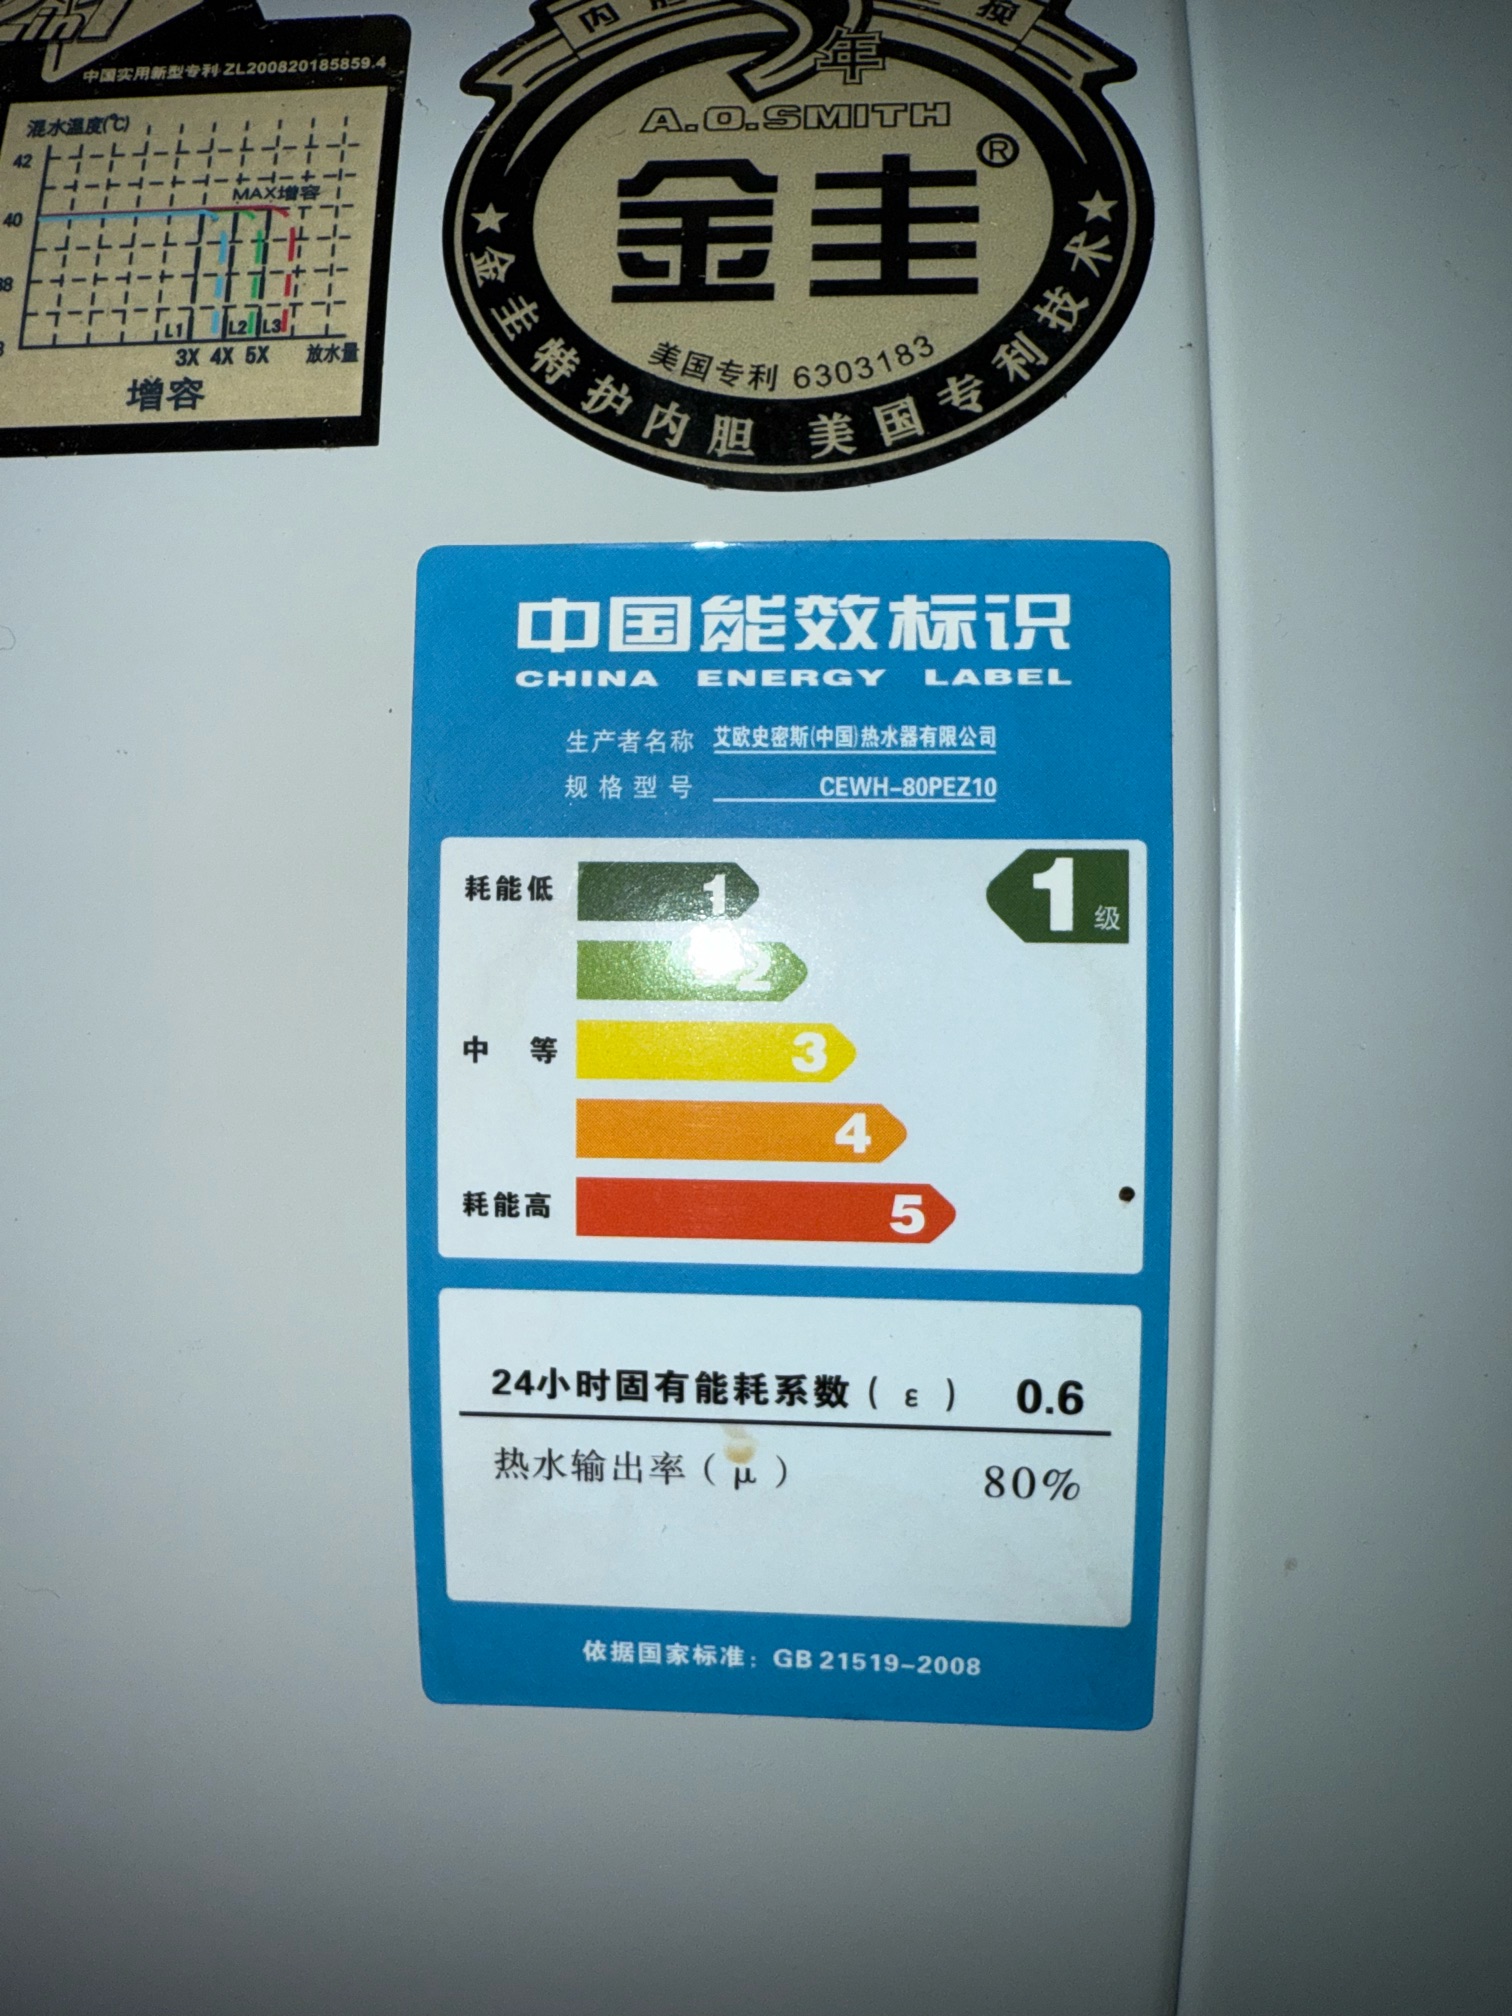 中国实用新型专利 ZL200820185859.4
混水温度(℃)
42
MAX增容
40
L1 L2 L3
3X 4X 5X 放水量
增容
年
A.O.SMITH
金圭®
美国专利 6303183
★金圭特护内胆 美国专利技术★
中国能效标识
CHINA ENERGY LABEL
生产者名称 艾欧史密斯(中国)热水器有限公司
规格型号 CEWH-80PEZ10
耗能低 1 1级
2
中 等 3
4
耗能高 5
24小时固有能耗系数(ε) 0.6
热水输出率(μ) 80%
依据国家标准:GB 21519-2008